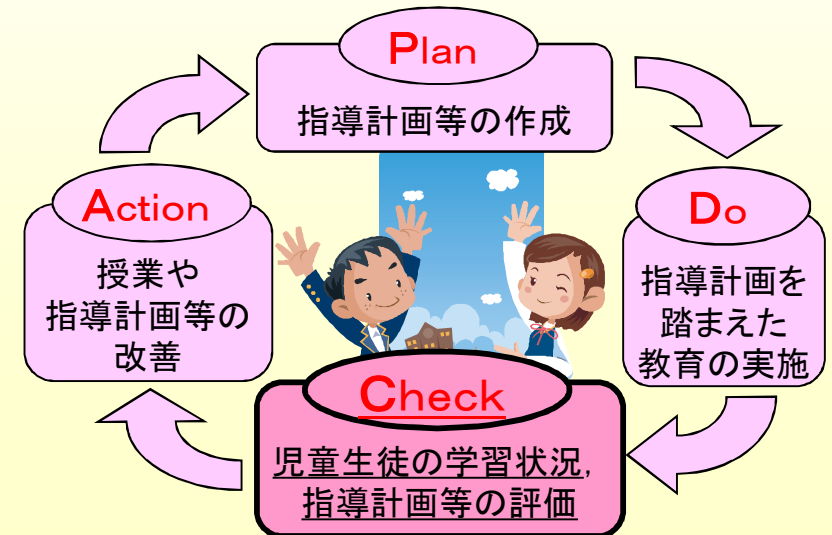 Plan
指導計画等の作成
Do
指導計画を
踏まえた
教育の実施
Check
児童生徒の学習状況,
指導計画等の評価
Action
授業や
指導計画等の
改善